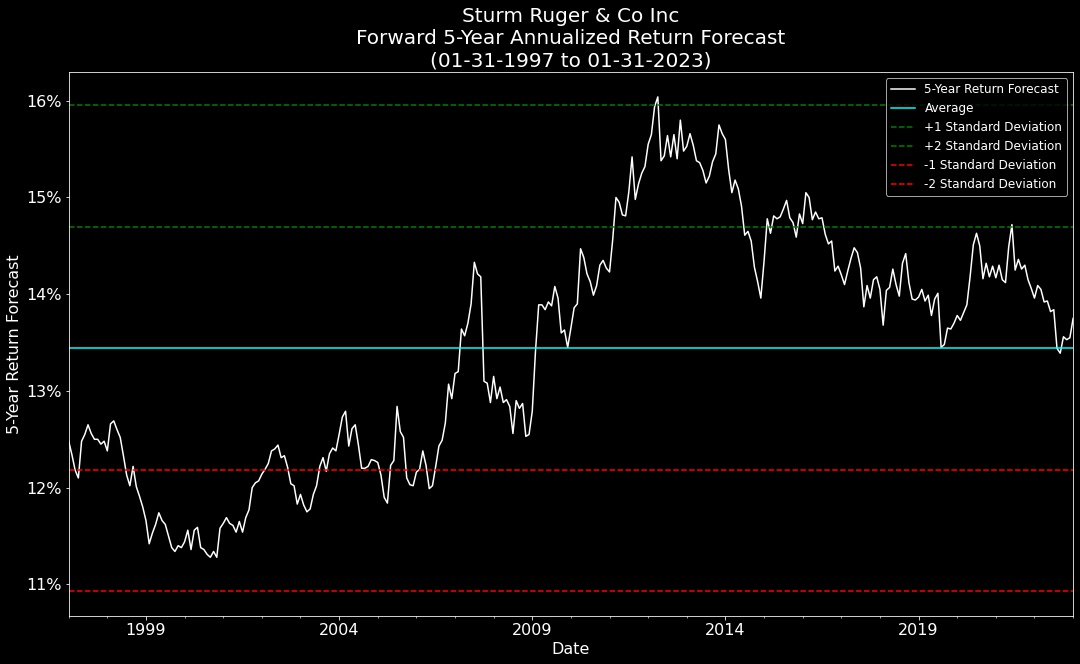 Sturm Ruger & Co Inc
Forward 5-Year Annualized Return Forecast
(01-31-1997 to 01-31-2023)
5-Year Return Forecast
Average
+1 Standard Deviation
+2 Standard Deviation
-1 Standard Deviation
-2 Standard Deviation
5-Year Return Forecast
16%
15%
14%
13%
12%
11%
1999
2004
2009
2014
2019
Date